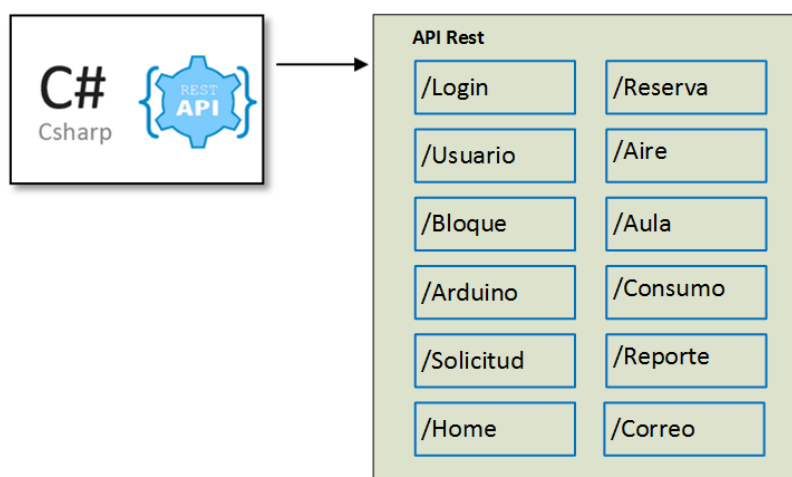 C#
Csharp
{REST
API}
API Rest
/Login
/Reserva
/Usuario
/Aire
/Bloque
/Aula
/Arduino
/Consumo
/Solicitud
/Reporte
/Home
/Correo